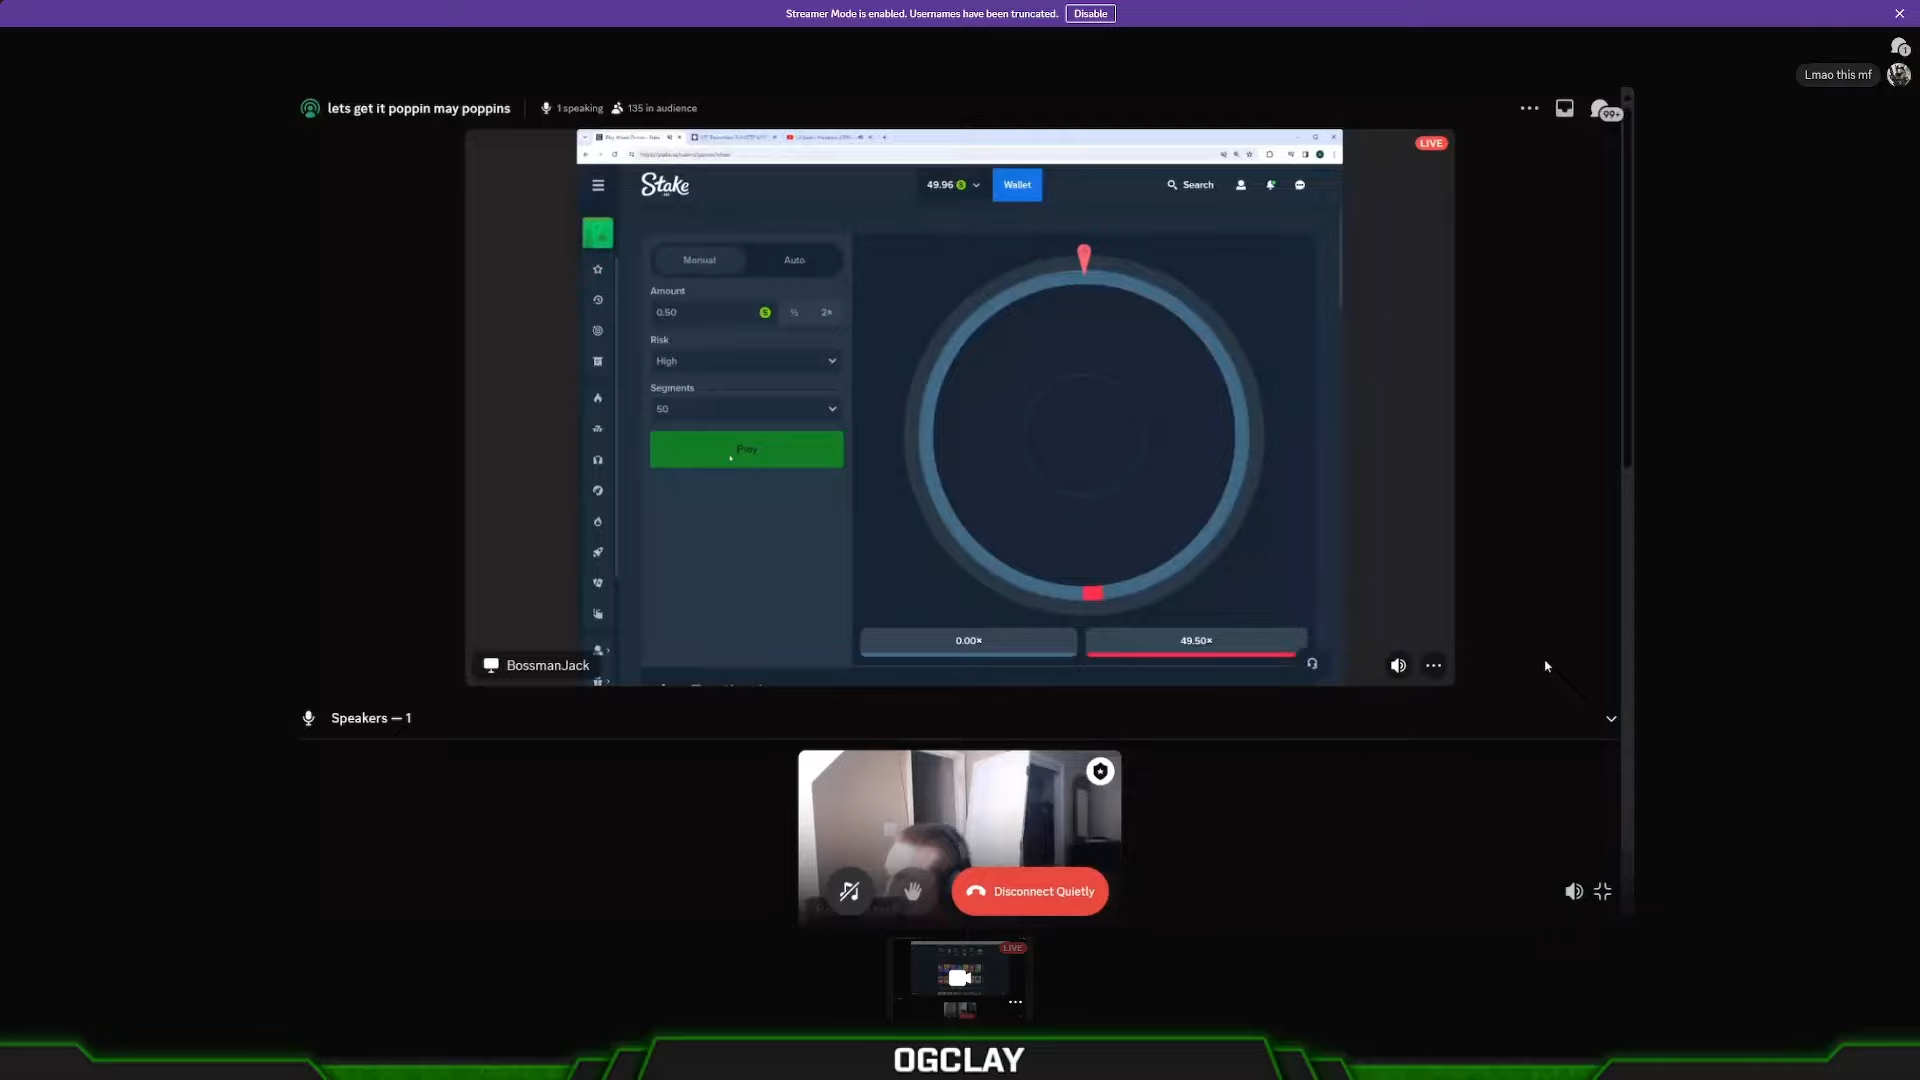 Streamer Mode is enabled. Usernames have been truncated. Disable
Lmao this mf
lets get it poppin may poppins
1 speaking
135 in audience
99+
LIVE
Stake
49.96
Wallet
Search
Manual
Auto
Amount
0.50
½
2×
Risk
High
Segments
50
Play
0.00×
49.50×
BossmanJack
Speakers — 1
Disconnect Quietly
LIVE
OGCLAY